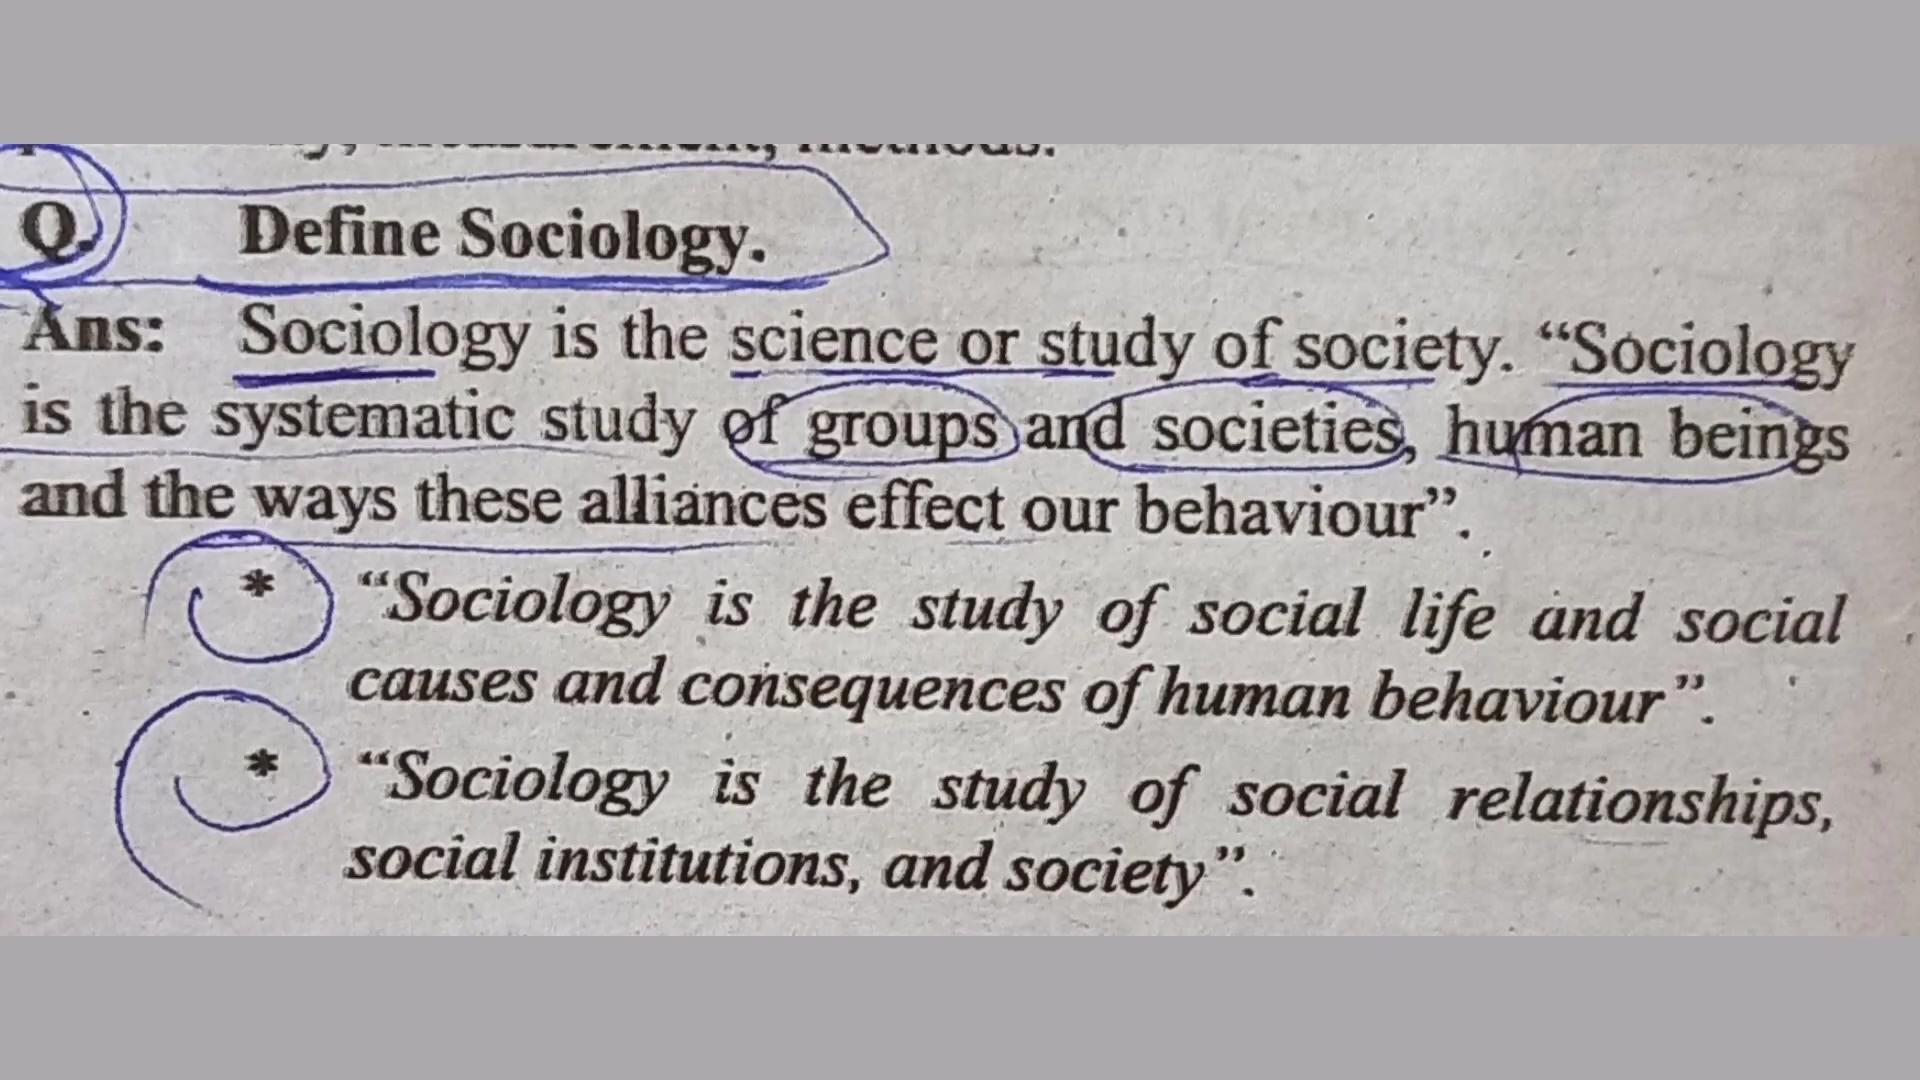 methods.
Q. Define Sociology.
Ans: Sociology is the science or study of society. “Sociology
is the systematic study of groups and societies, human beings
and the ways these alliances effect our behaviour”.
* “Sociology is the study of social life and social
causes and consequences of human behaviour”.
* “Sociology is the study of social relationships,
social institutions, and society”.